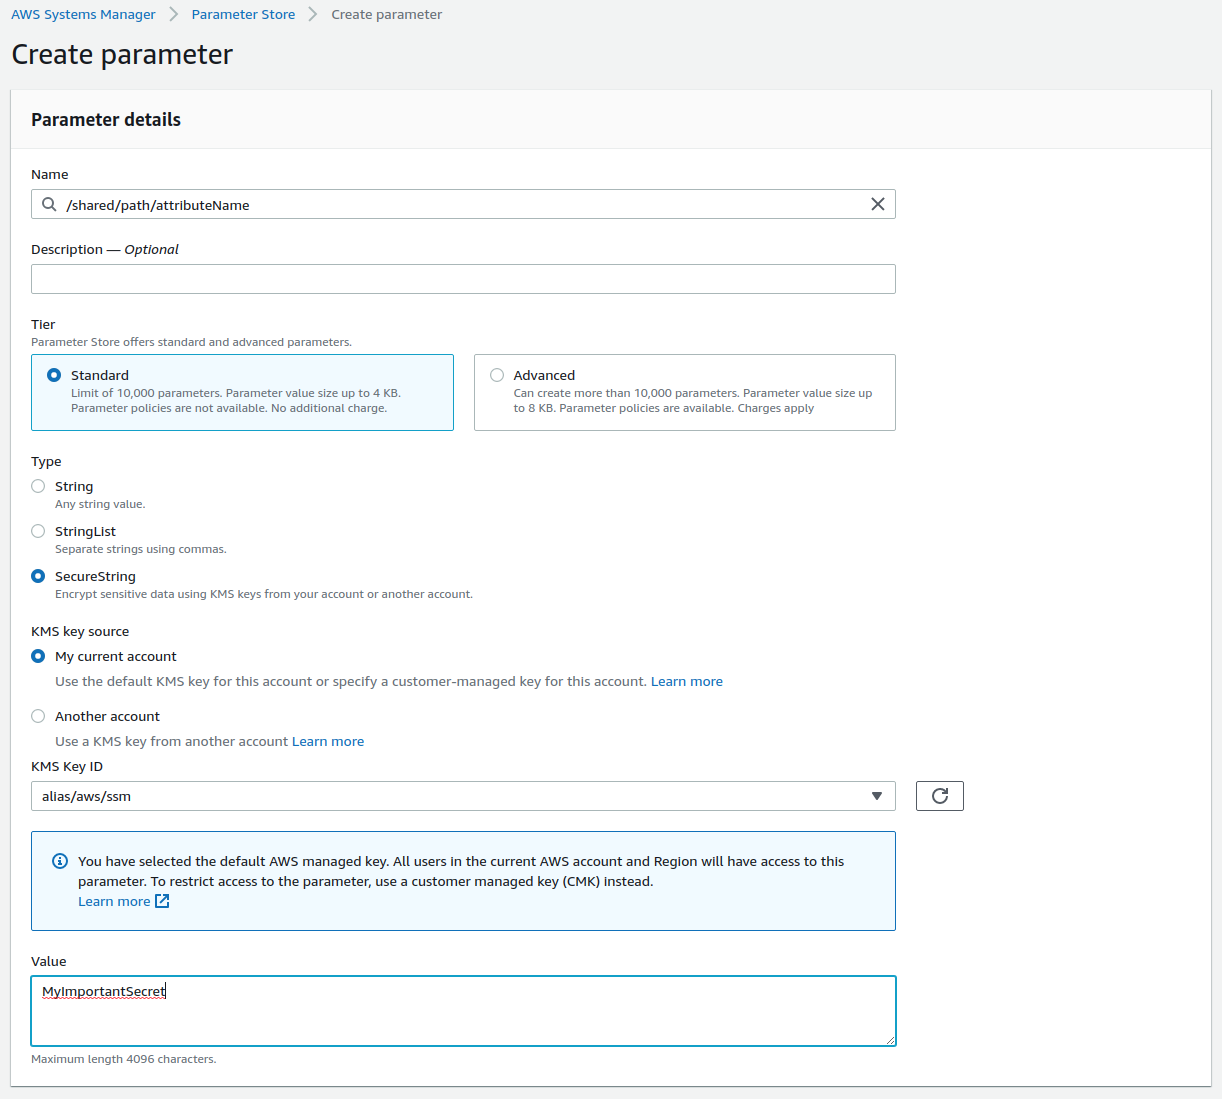 AWS Systems Manager > Parameter Store > Create parameter
Create parameter
Parameter details
Name
/shared/path/attributeName
Description — Optional
Tier
Parameter Store offers standard and advanced parameters.
Standard
Limit of 10,000 parameters. Parameter value size up to 4 KB.
Parameter policies are not available. No additional charge.
Advanced
Can create more than 10,000 parameters. Parameter value size up
to 8 KB. Parameter policies are available. Charges apply
Type
String
Any string value.
StringList
Separate strings using commas.
SecureString
Encrypt sensitive data using KMS keys from your account or another account.
KMS key source
My current account
Use the default KMS key for this account or specify a customer-managed key for this account. Learn more
Another account
Use a KMS key from another account Learn more
KMS Key ID
alias/aws/ssm
You have selected the default AWS managed key. All users in the current AWS account and Region will have access to this
parameter. To restrict access to the parameter, use a customer managed key (CMK) instead.
Learn more
Value
MyImportantSecret
Maximum length 4096 characters.